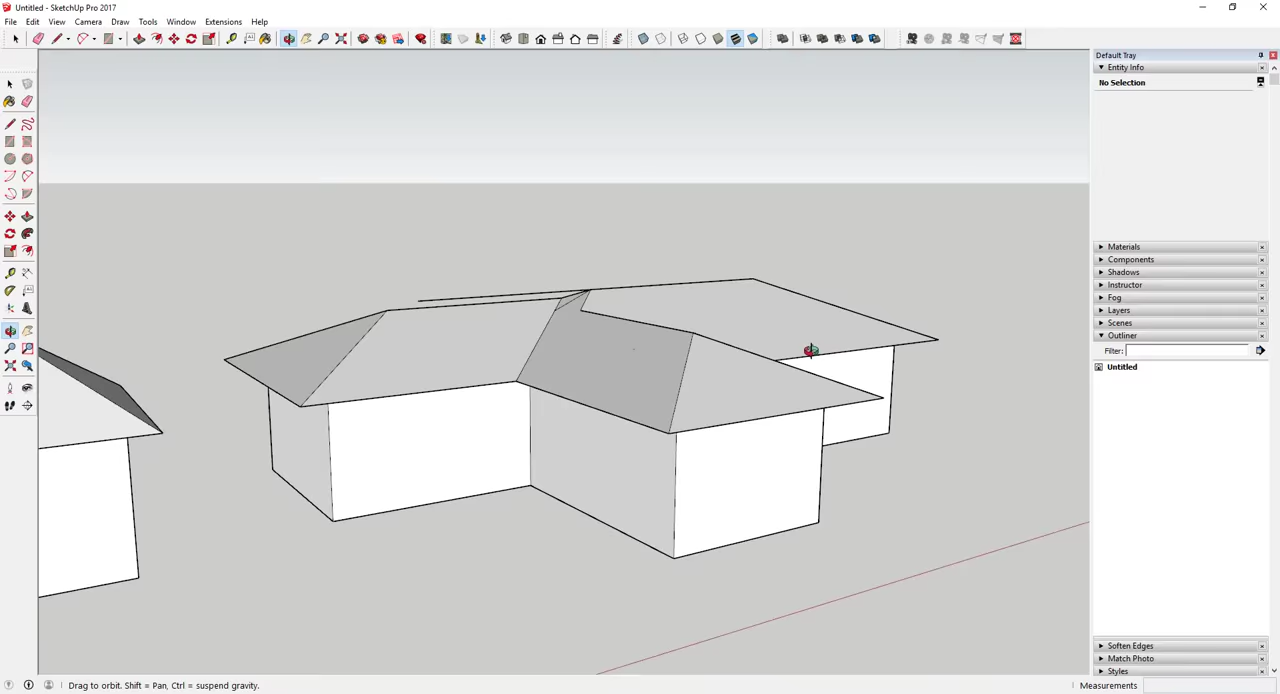 Untitled - SketchUp Pro 2017
File Edit View Camera Draw Tools Window Extensions Help
Default Tray
Entity Info
No Selection
Materials
Components
Shadows
Instructor
Fog
Layers
Scenes
Outliner
Filter:
Untitled
Soften Edges
Match Photo
Styles
Drag to orbit. Shift = Pan, Ctrl = suspend gravity.
Measurements